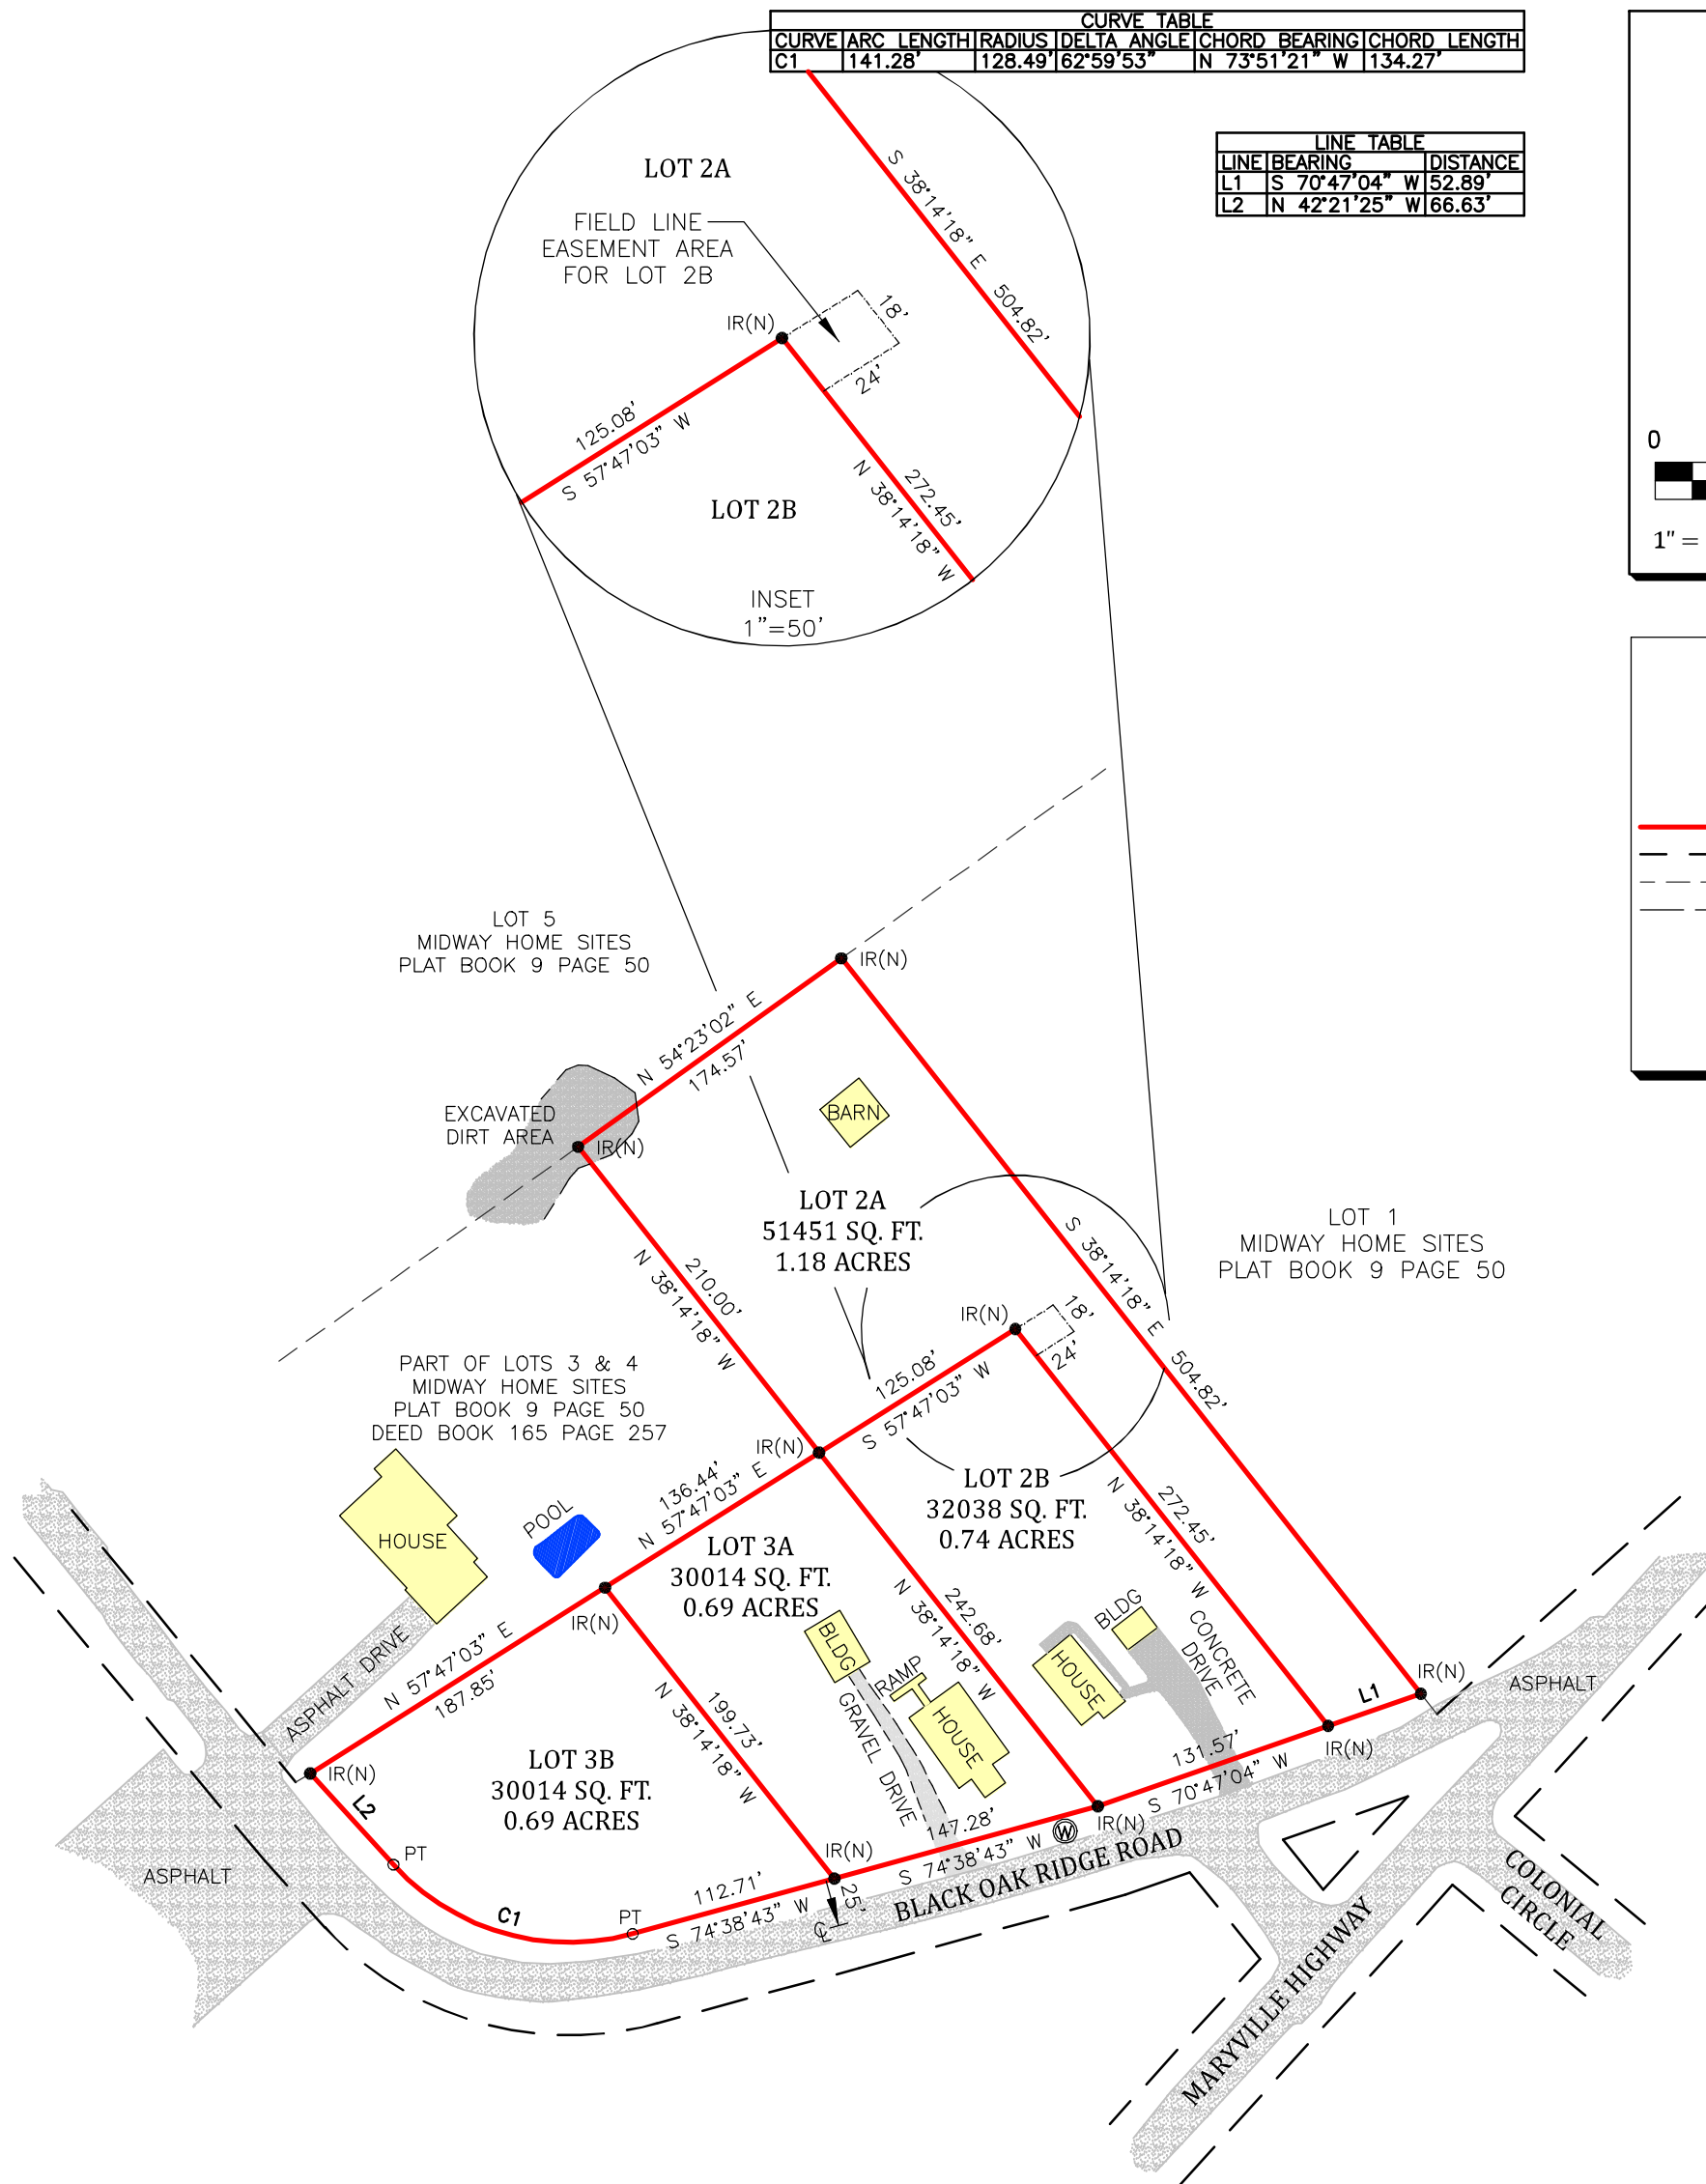 CURVE TABLE
CURVE ARC LENGTH RADIUS DELTA ANGLE CHORD BEARING CHORD LENGTH
C1 141.28' 128.49' 62°59'53" N 73°51'21" W 134.27'
LINE TABLE
LINE BEARING DISTANCE
L1 S 70°47'04" W 52.89'
L2 N 42°21'25" W 66.63'
LOT 2A
FIELD LINE
EASEMENT AREA
FOR LOT 2B
S 38°14'18" E 504.82'
IR(N)
18'
24'
125.08'
S 57°47'03" W
272.45'
N 38°14'18" W
LOT 2B
INSET
1"=50'
0
1" =
LOT 5
MIDWAY HOME SITES
PLAT BOOK 9 PAGE 50
IR(N)
N 54°23'02" E
174.57'
EXCAVATED
DIRT AREA
IR(N)
BARN
LOT 2A
51451 SQ. FT.
1.18 ACRES
LOT 1
MIDWAY HOME SITES
PLAT BOOK 9 PAGE 50
S 38°14'18" E
504.82'
210.00'
N 38°14'18" W
IR(N)
18'
24'
125.08'
S 57°47'03" W
PART OF LOTS 3 & 4
MIDWAY HOME SITES
PLAT BOOK 9 PAGE 50
DEED BOOK 165 PAGE 257
IR(N)
136.44'
N 57°47'03" E
LOT 2B
32038 SQ. FT.
0.74 ACRES
272.45'
N 38°14'18" W
HOUSE
POOL
LOT 3A
30014 SQ. FT.
0.69 ACRES
IR(N)
242.68'
N 38°14'18" W
BLDG
CONCRETE
DRIVE
HOUSE
BLDG
RAMP
HOUSE
GRAVEL DRIVE
ASPHALT DRIVE
N 57°47'03" E
187.85'
199.73'
N 38°14'18" W
IR(N)
L1
ASPHALT
IR(N)
131.57'
S 70°47'04" W
IR(N)
LOT 3B
30014 SQ. FT.
0.69 ACRES
IR(N)
L2
PT
147.28'
S 74°38'43" W
W
IR(N)
BLACK OAK RIDGE ROAD
ASPHALT
C1
PT
112.71'
S 74°38'43" W
25'
COLONIAL
CIRCLE
MARYVILLE HIGHWAY